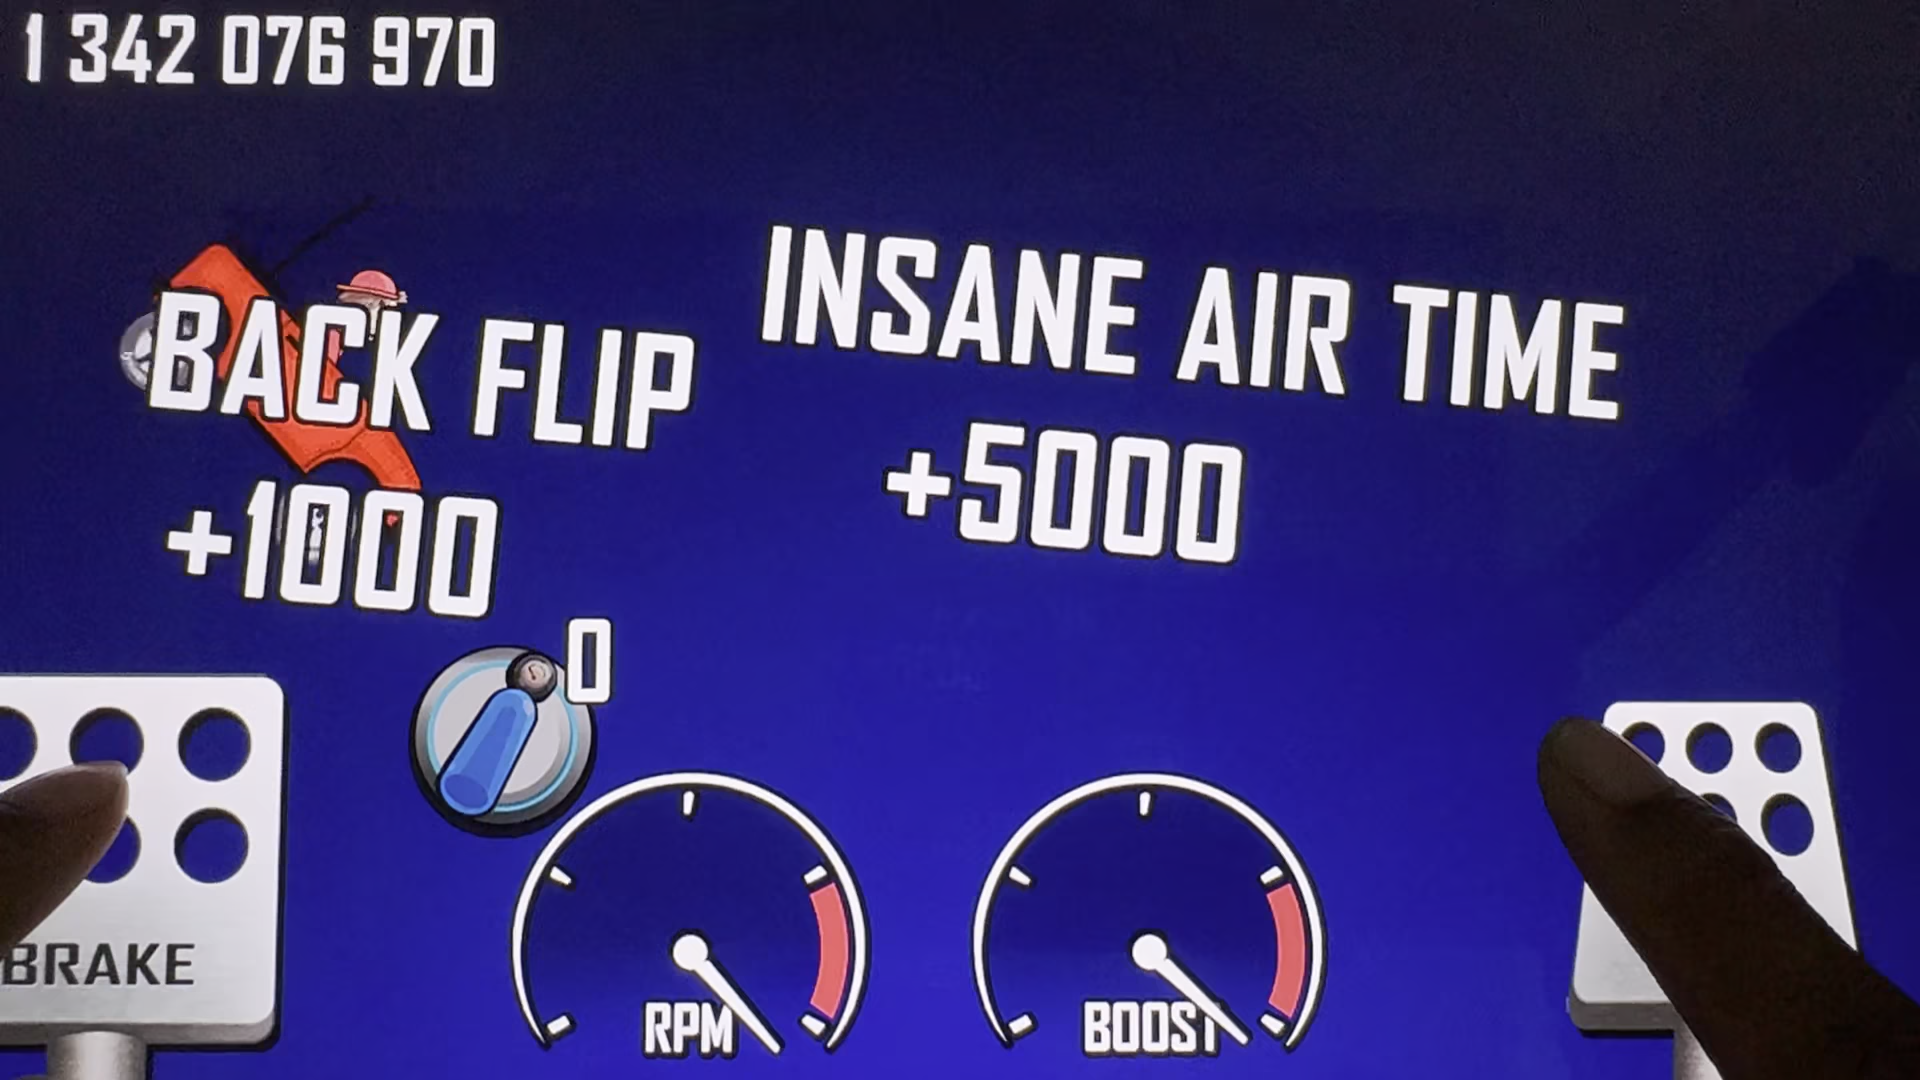 1 342 076 970
BACK FLIP
+1000
INSANE AIR TIME
+5000
0
BRAKE
RPM
BOOST